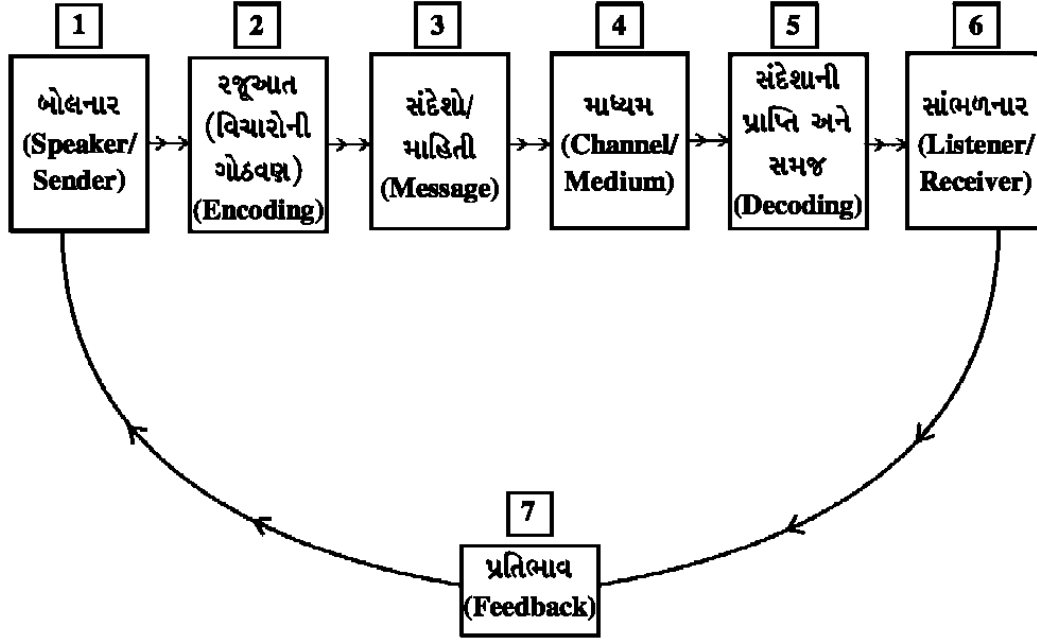 1
બોલનાર
(Speaker/
Sender)
2
રજૂઆત
(વિચારોની
ગોઠવણ)
(Encoding)
3
સંદેશો/
માહિતી
(Message)
4
માધ્યમ
(Channel/
Medium)
5
સંદેશાની
પ્રાપ્તિ અને
સમજ
(Decoding)
6
સાંભળનાર
(Listener/
Receiver)
7
પ્રતિભાવ
(Feedback)